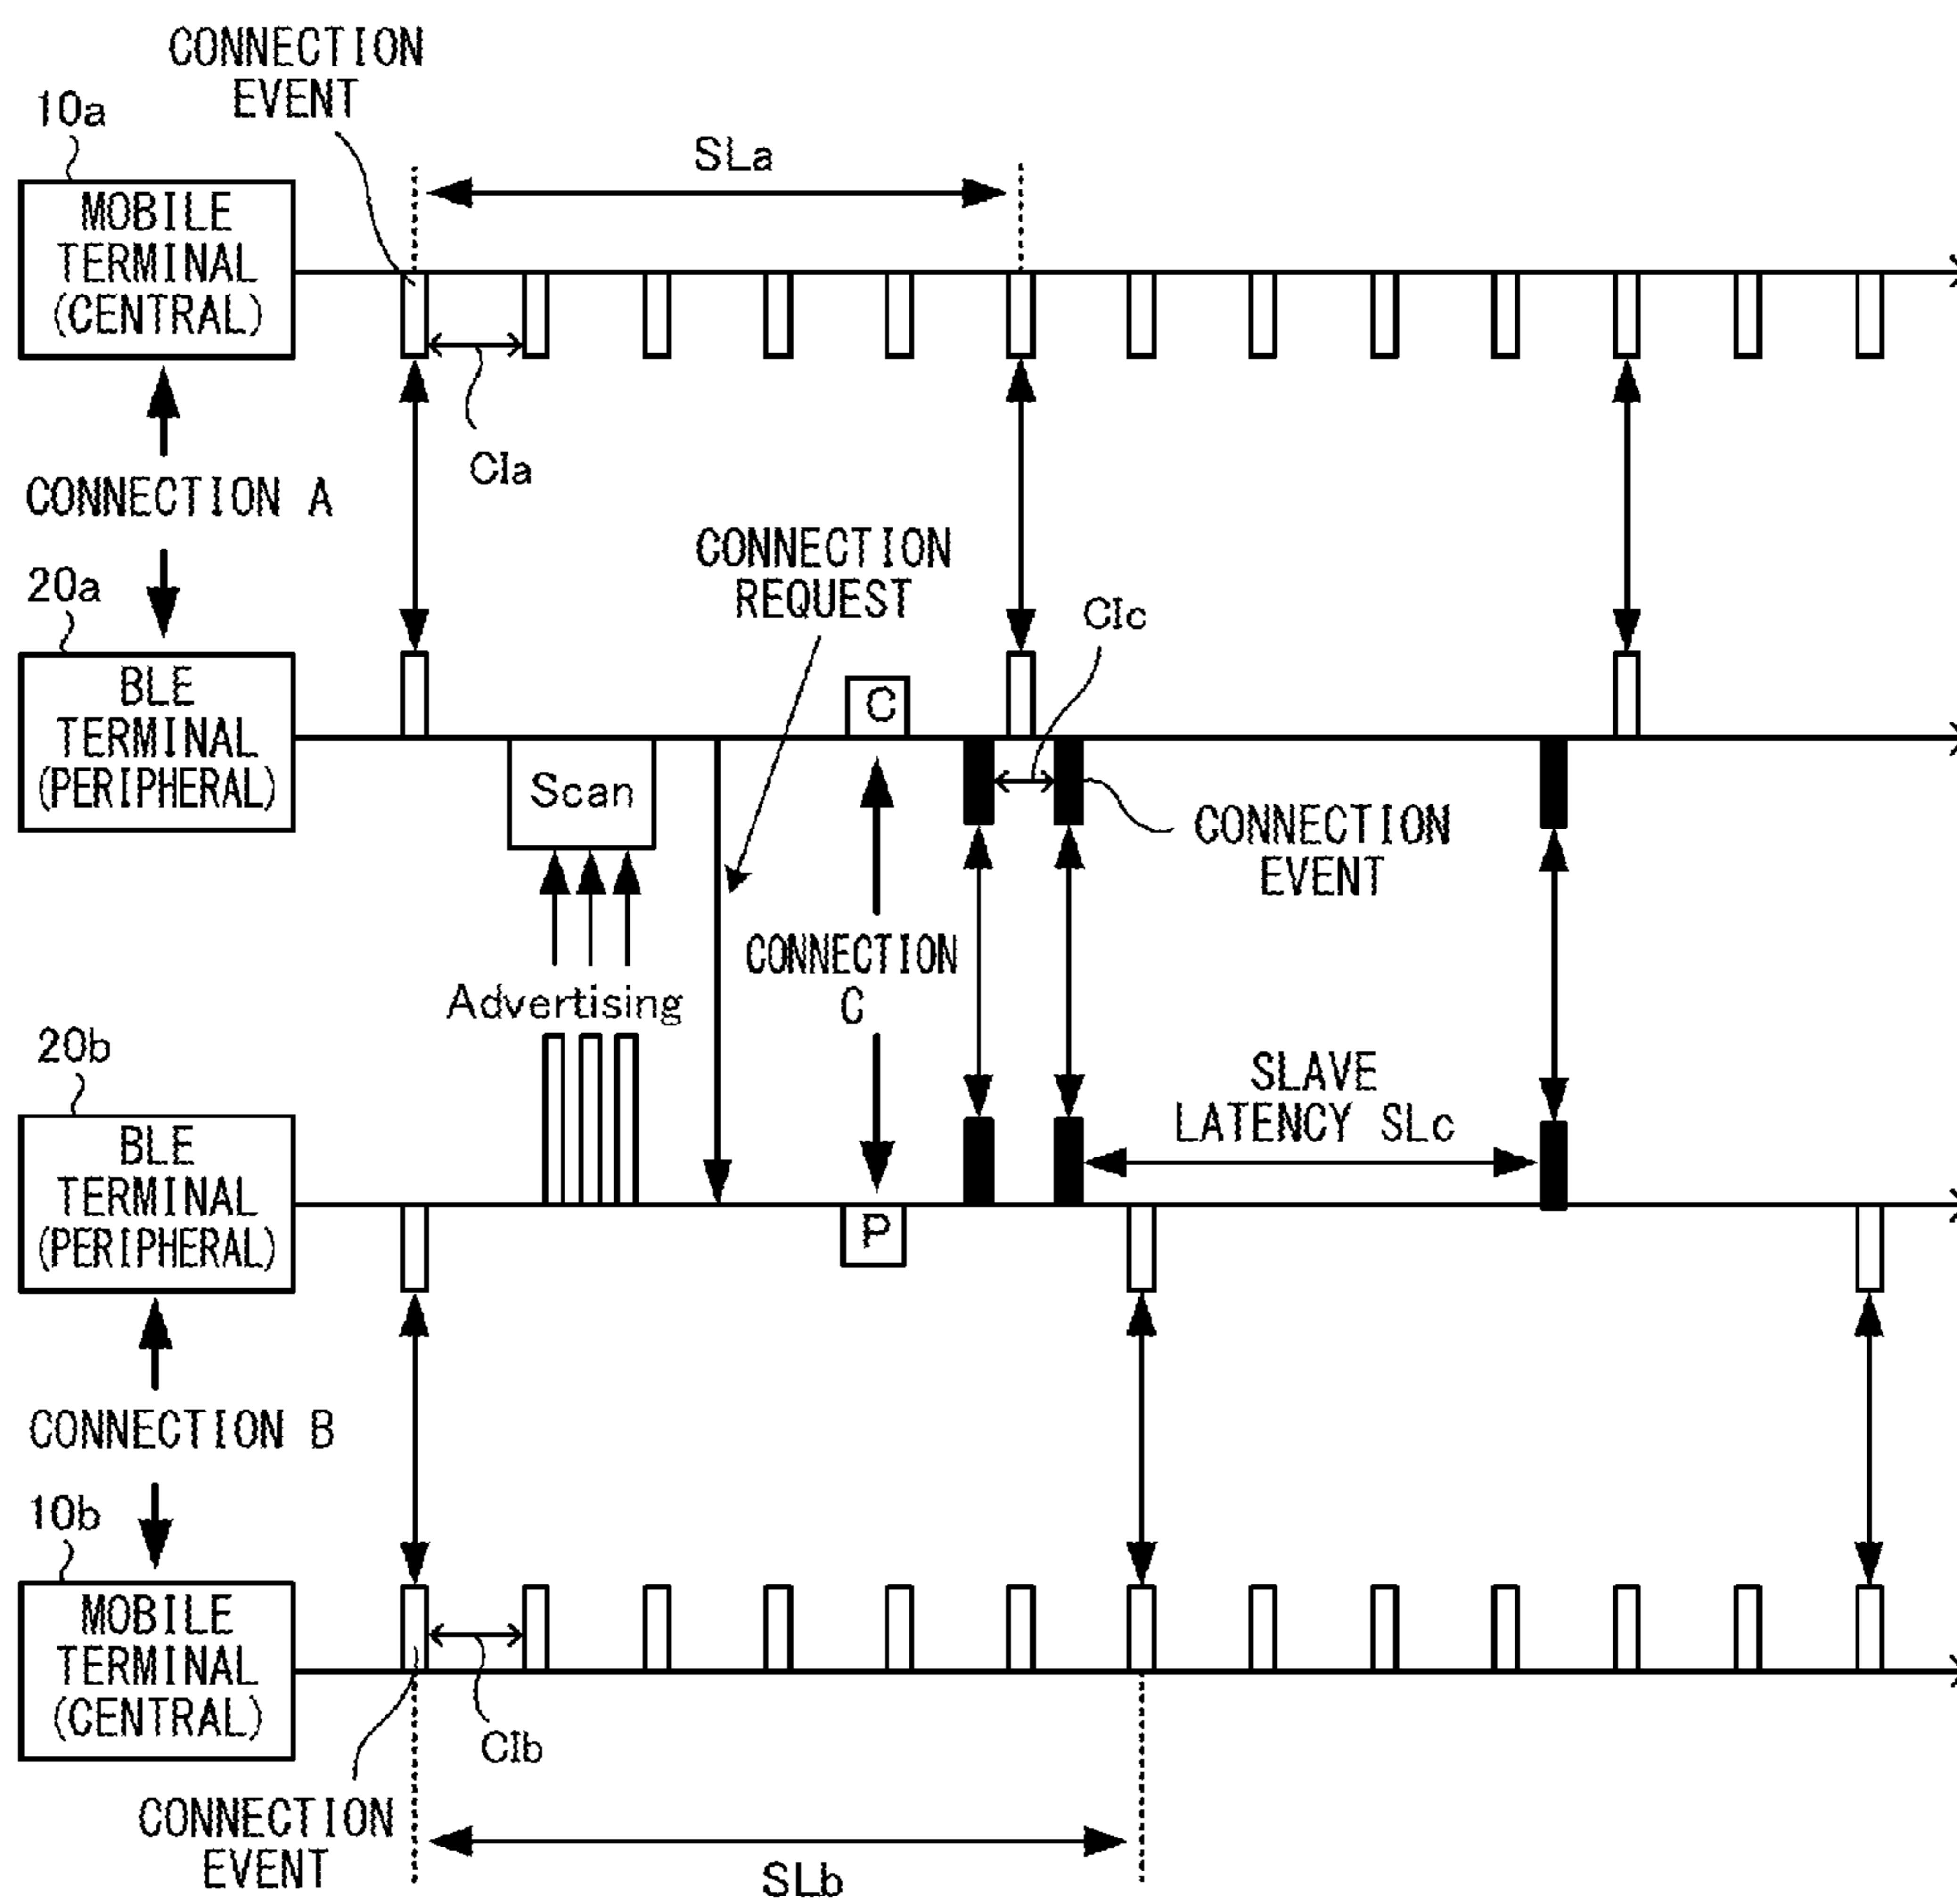 CONNECTION
EVENT
10a
SLa
MOBILE
TERMINAL
(CENTRAL)
CIa
CONNECTION A
CONNECTION
REQUEST
20a
CIc
BLE
TERMINAL
(PERIPHERAL)
C
Scan
CONNECTION
EVENT
CONNECTION
C
Advertising
20b
SLAVE
LATENCY SLc
BLE
TERMINAL
(PERIPHERAL)
P
CONNECTION B
10b
MOBILE
TERMINAL
(CENTRAL)
CIb
CONNECTION
EVENT
SLb